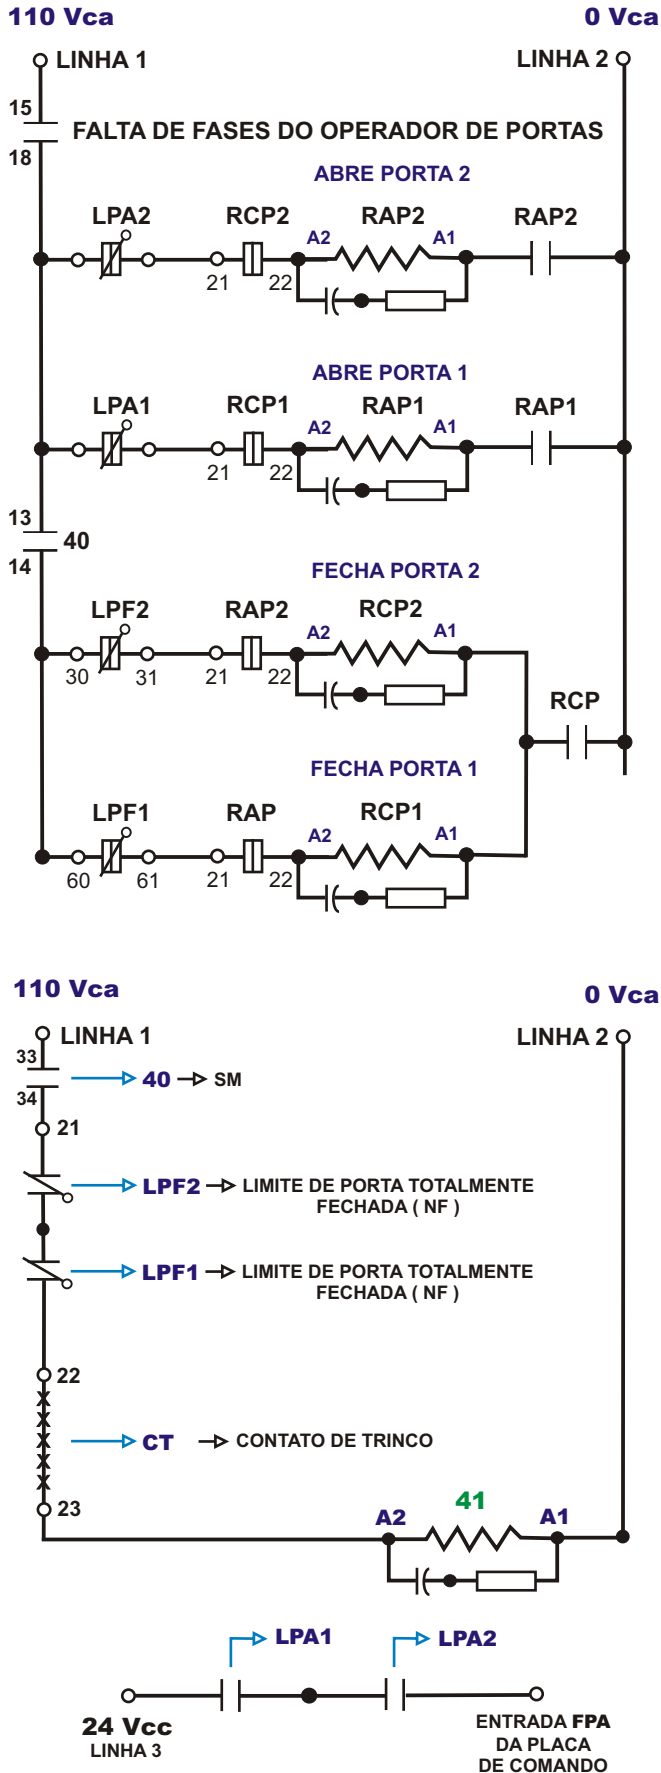 110 Vca 0 Vca
LINHA 1 LINHA 2
15
18
FALTA DE FASES DO OPERADOR DE PORTAS
ABRE PORTA 2
LPA2 RCP2 RAP2 RAP2
A2 A1
21 22
ABRE PORTA 1
LPA1 RCP1 RAP1 RAP1
A2 A1
21 22
13
40
14
FECHA PORTA 2
LPF2 RAP2 RCP2
A2 A1
30 31 21 22
RCP
FECHA PORTA 1
LPF1 RAP RCP1
A2 A1
60 61 21 22
110 Vca 0 Vca
LINHA 1 LINHA 2
33
40 SM
34
21
LPF2 LIMITE DE PORTA TOTALMENTE
FECHADA ( NF )
LPF1 LIMITE DE PORTA TOTALMENTE
FECHADA ( NF )
22
CT CONTATO DE TRINCO
23
41
A2 A1
LPA1 LPA2
24 Vcc
LINHA 3
ENTRADA FPA
DA PLACA
DE COMANDO